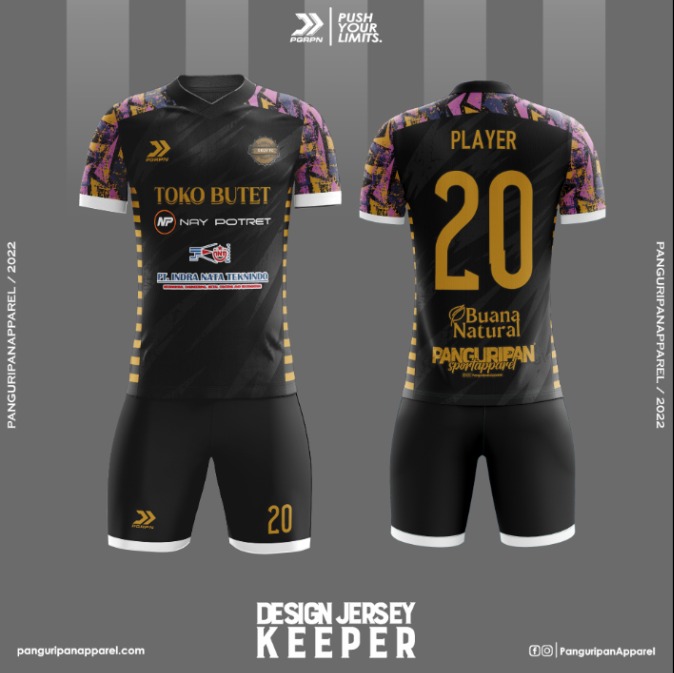 PGRPN
PUSH
YOUR
LIMITS.
PANGURIPANAPPAREL / 2022
PGRPN
TOKO BUTET
NP NAY POTRET
PT. INDRA NATA TEKNINDO
PGRPN
20
PLAYER
20
Buana
Natural
PANGURIPAN
sportapparel
PANGURIPANAPPAREL / 2022
DESIGN JERSEY
KEEPER
panguripanapparel.com
PanguripanApparel